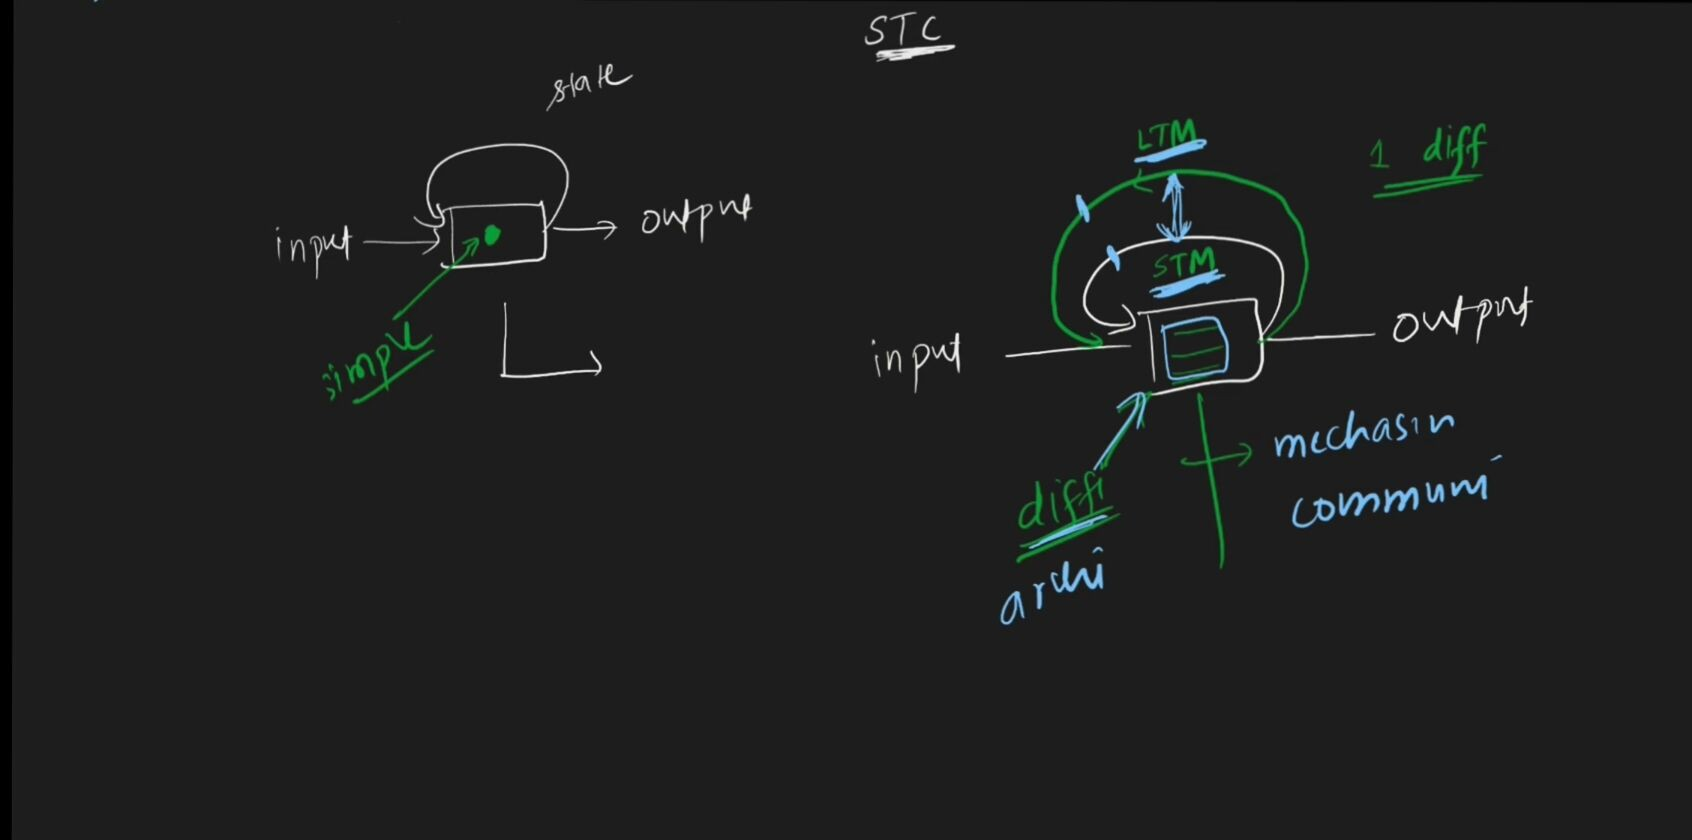 STC
state
input
output
simple
LTM
1 diff
STM
input
output
mechasin
communi
diffi
archi